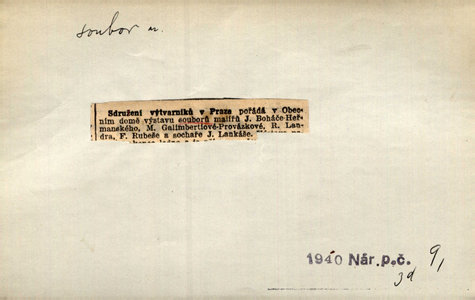 soubor m.
Sdružení výtvarníků v Praze pořádá v Obec-
ním domě výstavu souborů malířů J. Boháče-Heř-
manského, M. Galimbertiové-Provázkové, R. Lan-
dra, F. Rubeše a sochaře J. Lankáše.
1940 Nár. p. č. 9,
3d